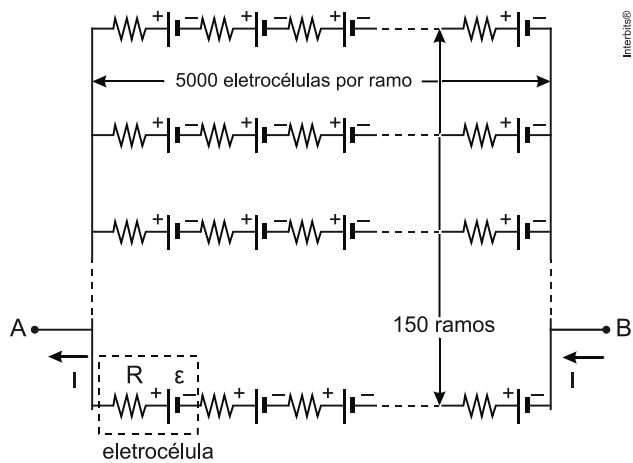 Interbits®
+ − + − + − + −
5000 eletrocélulas por ramo
+ − + − + − + −
+ − + − + − + −
A
B
150 ramos
I
I
R ε
+ − + − + − + −
eletrocélula